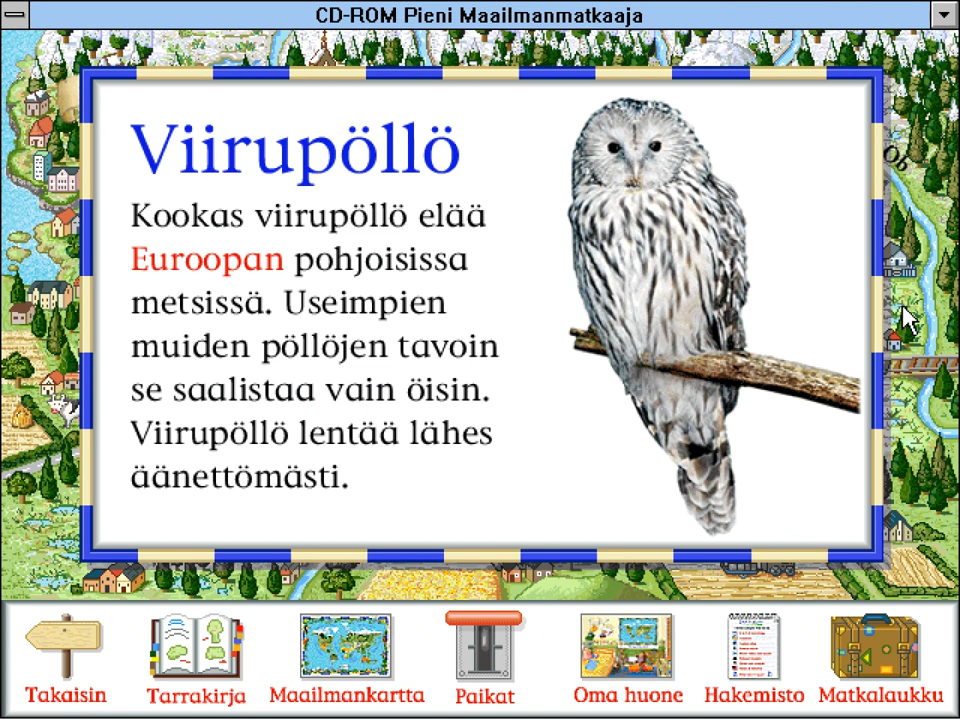 CD-ROM Pieni Maailmanmatkaaja
Viirupöllö
Kookas viirupöllö elää
Euroopan pohjoisissa
metsissä. Useimpien
muiden pöllöjen tavoin
se saalistaa vain öisin.
Viirupöllö lentää lähes
äänettömästi.
Ob
Takaisin
Tarrakirja
Maailmankartta
Paikat
Oma huone
Hakemisto
Matkalaukku